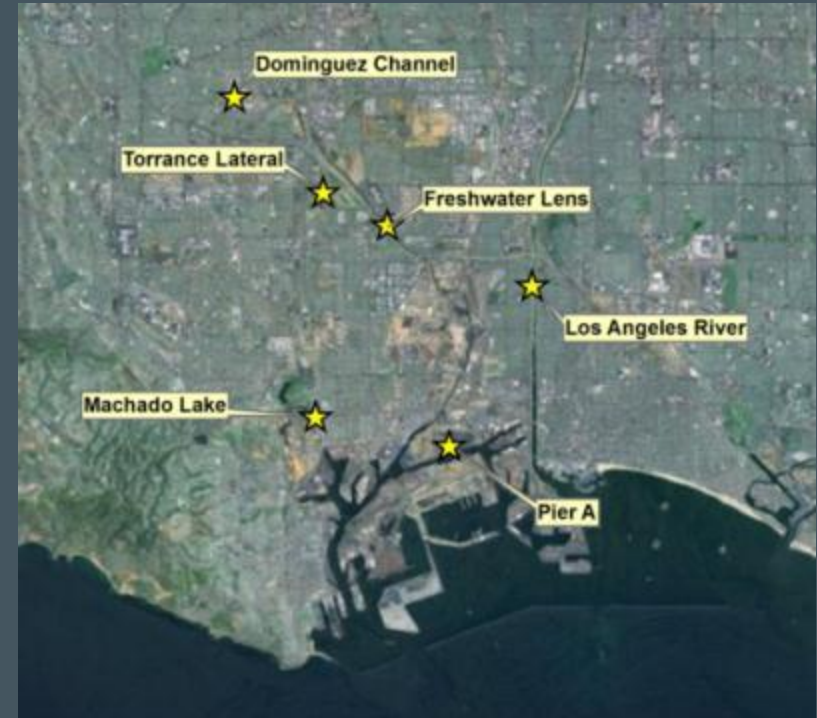 Dominguez Channel
Torrance Lateral
Freshwater Lens
Los Angeles River
Machado Lake
Pier A